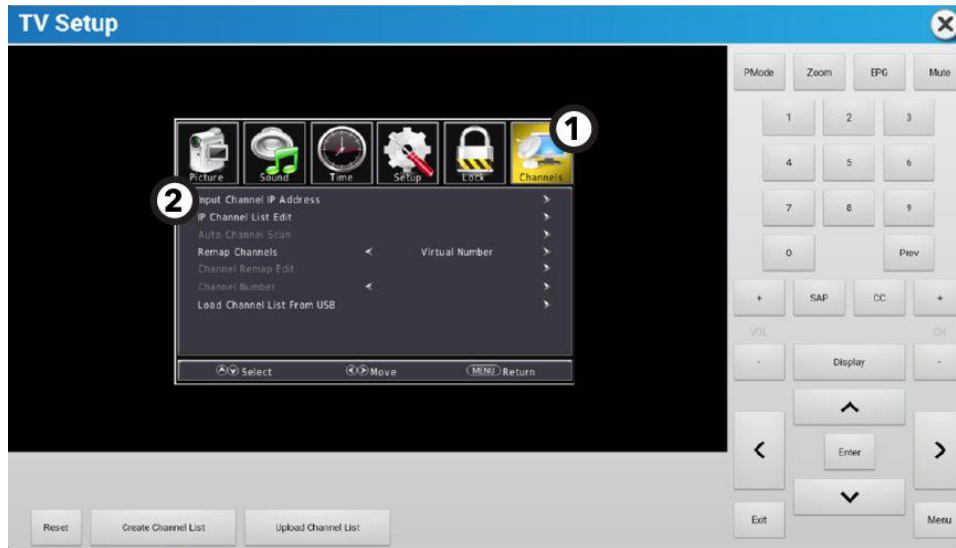 TV Setup
PMode Zoom EPG Mute
1 2 3
1
Picture Sound Time Setup Lock Channels
4 5 6
2
Input Channel IP Address
IP Channel List Edit
7 8 9
Auto Channel Scan
Remap Channels Virtual Number
0 Prev
Channel Remap Edit
Channel Number
Load Channel List From USB
+ SAP CC +
VOL CH
- Display -
Select Move MENU Return
Enter
Exit Menu
Reset Create Channel List Upload Channel List